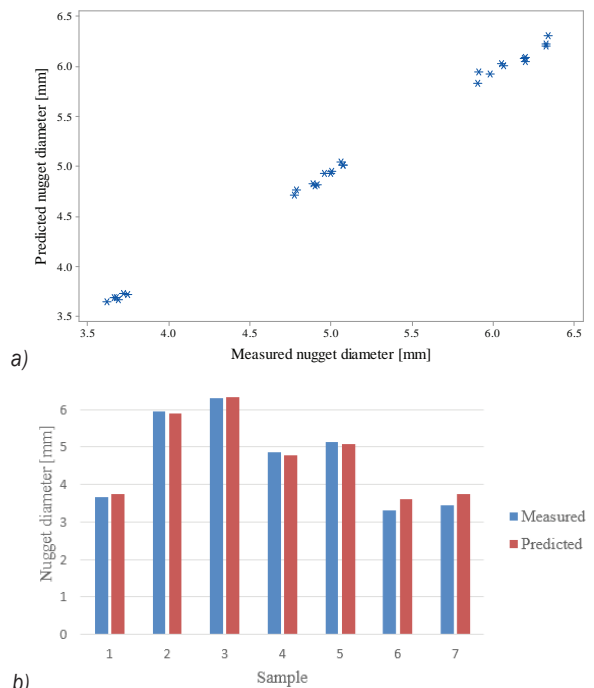 6.5
6.0
5.5
5.0
4.5
4.0
3.5
Predicted nugget diameter [mm]
3.5 4.0 4.5 5.0 5.5 6.0 6.5
Measured nugget diameter [mm]
a)
6
5
4
3
2
1
0
Nugget diameter [mm]
Measured
Predicted
1 2 3 4 5 6 7
Sample
b)